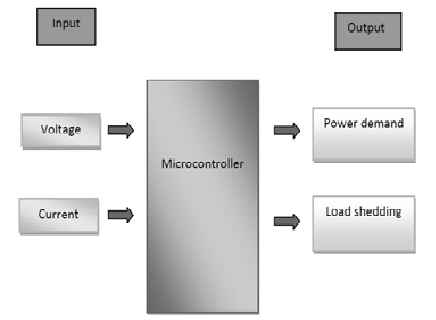 Input
Output
Voltage
Power demand
Microcontroller
Current
Load shedding